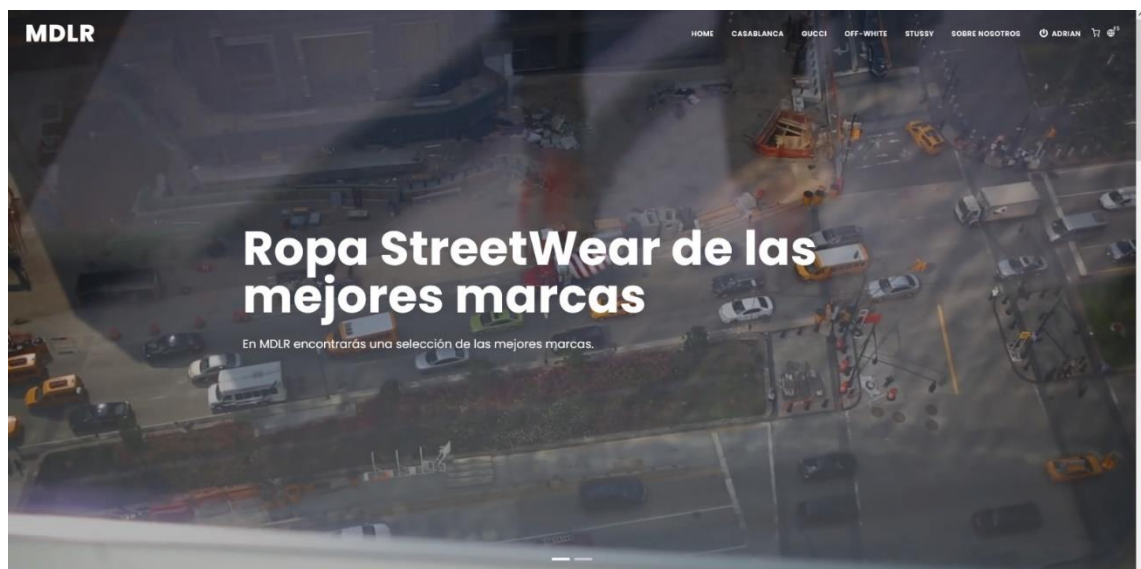 MDLR
HOME CASABLANCA GUCCI OFF-WHITE STUSSY SOBRE NOSOTROS ADRIAN ES
Ropa StreetWear de las
mejores marcas
En MDLR encontrarás una selección de las mejores marcas.